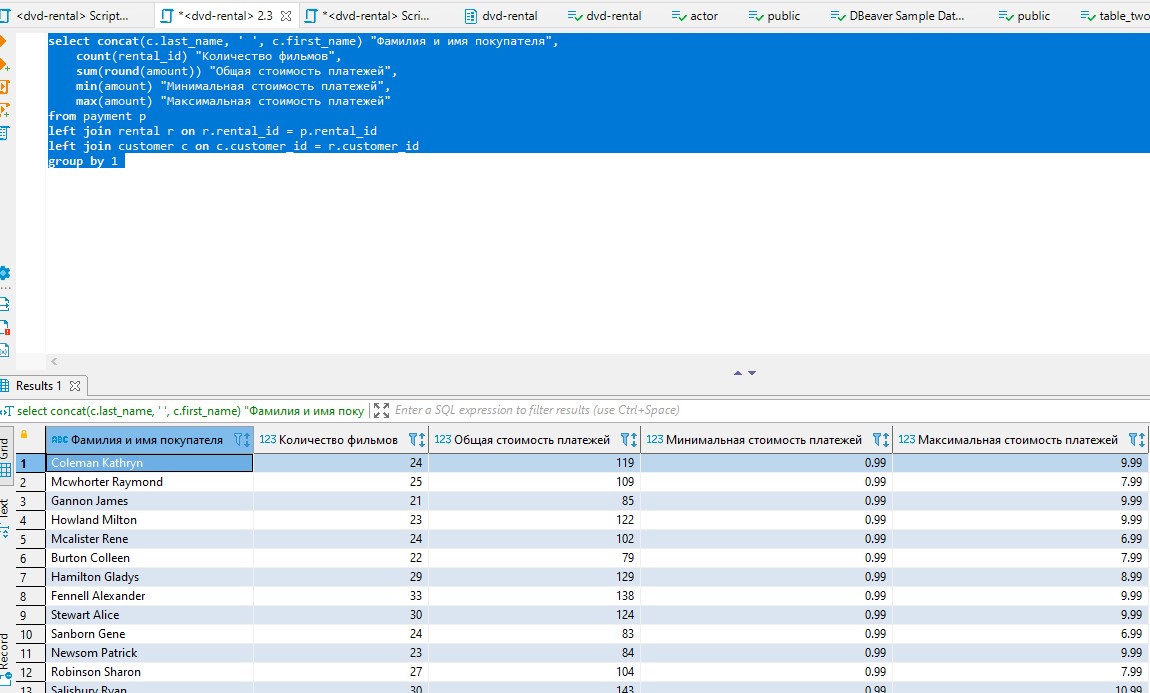 <dvd-rental> Script...
*<dvd-rental> 2.3
*<dvd-rental> Scri...
dvd-rental
dvd-rental
actor
public
DBeaver Sample Dat...
public
table_two
select concat(c.last_name, ' ', c.first_name) "Фамилия и имя покупателя",
count(rental_id) "Количество фильмов",
sum(round(amount)) "Общая стоимость платежей",
min(amount) "Минимальная стоимость платежей",
max(amount) "Максимальная стоимость платежей"
from payment p
left join rental r on r.rental_id = p.rental_id
left join customer c on c.customer_id = r.customer_id
group by 1
Results 1
select concat(c.last_name, ' ', c.first_name) "Фамилия и имя поку
Enter a SQL expression to filter results (use Ctrl+Space)
Grid
Text
Record
ABC Фамилия и имя покупателя 123 Количество фильмов 123 Общая стоимость платежей 123 Минимальная стоимость платежей 123 Максимальная стоимость платежей
1 Coleman Kathryn 24 119 0.99 9.99
2 Mcwhorter Raymond 25 109 0.99 7.99
3 Gannon James 21 85 0.99 9.99
4 Howland Milton 23 122 0.99 9.99
5 Mcalister Rene 24 102 0.99 6.99
6 Burton Colleen 22 79 0.99 7.99
7 Hamilton Gladys 29 129 0.99 8.99
8 Fennell Alexander 33 138 0.99 9.99
9 Stewart Alice 30 124 0.99 9.99
10 Sanborn Gene 24 83 0.99 6.99
11 Newsom Patrick 23 84 0.99 9.99
12 Robinson Sharon 27 104 0.99 7.99
13 Salisbury Ryan 30 143 0.99 10.99